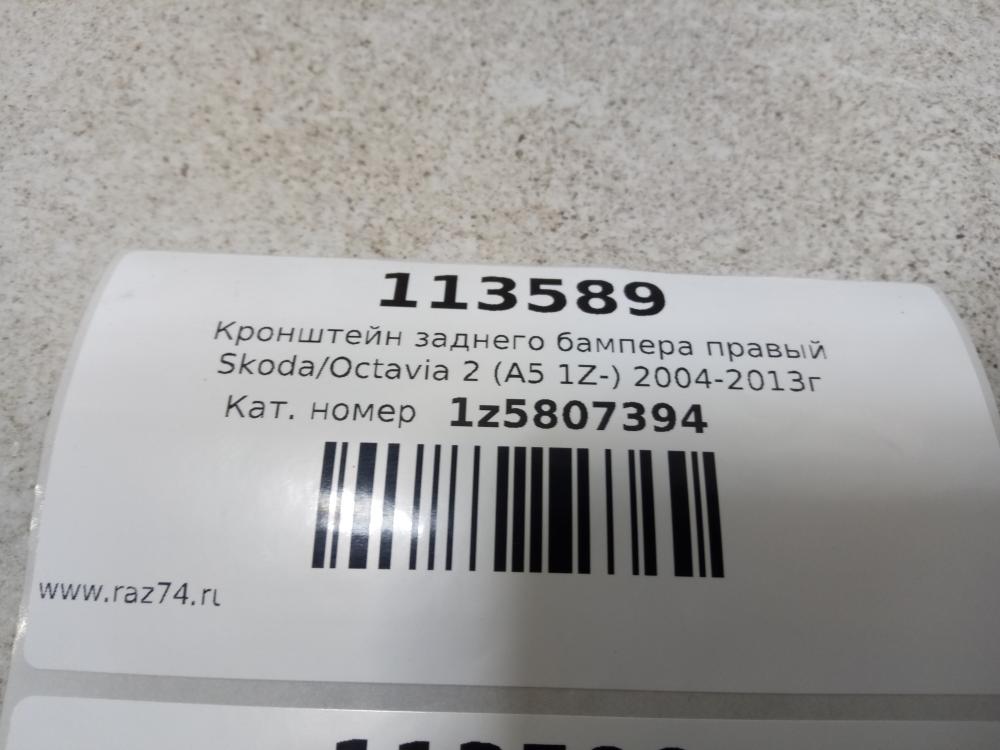 113589
Кронштейн заднего бампера правый
Skoda/Octavia 2 (A5 1Z-) 2004-2013г
Кат. номер 1z5807394
www.raz74.ru